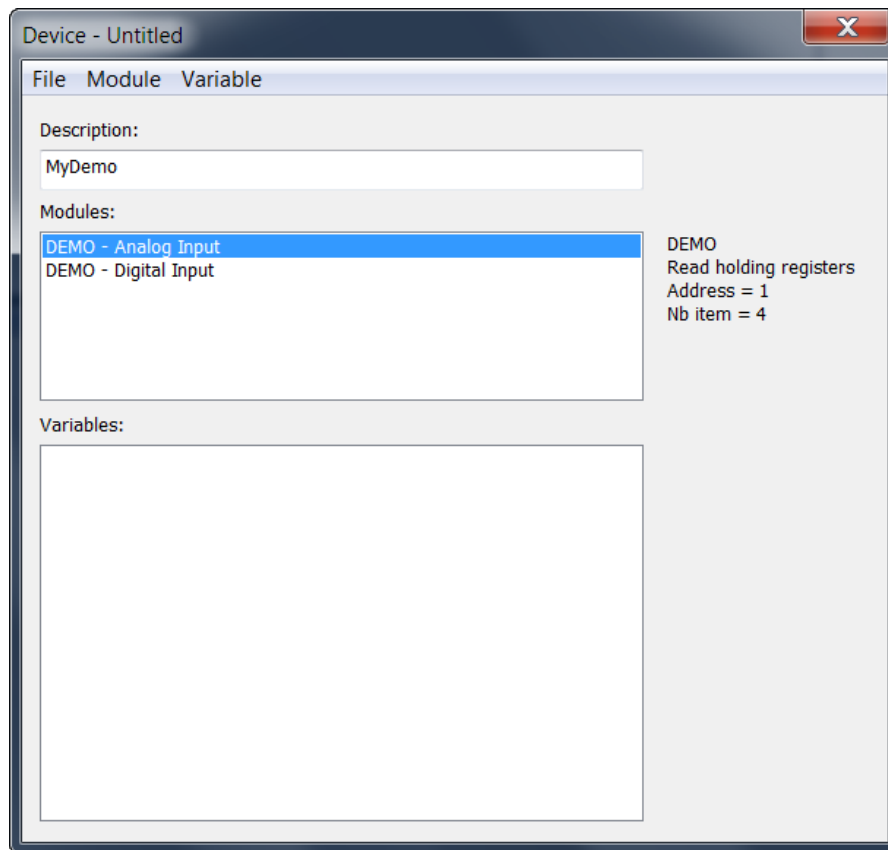 Device - Untitled
File Module Variable
Description:
MyDemo
Modules:
DEMO - Analog Input
DEMO - Digital Input
DEMO
Read holding registers
Address = 1
Nb item = 4
Variables: